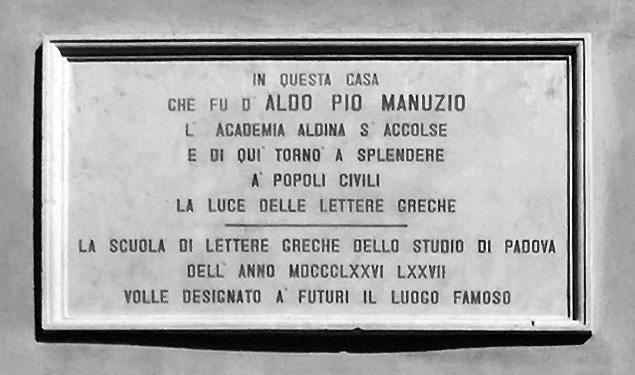 IN QUESTA CASA
CHE FU D' ALDO PIO MANUZIO
L' ACADEMIA ALDINA S' ACCOLSE
E DI QUI' TORNO' A SPLENDERE
A' POPOLI CIVILI
LA LUCE DELLE LETTERE GRECHE
LA SCUOLA DI LETTERE GRECHE DELLO STUDIO DI PADOVA
DELL' ANNO MDCCCLXXVI LXXVII
VOLLE DESIGNATO A' FUTURI IL LUOGO FAMOSO